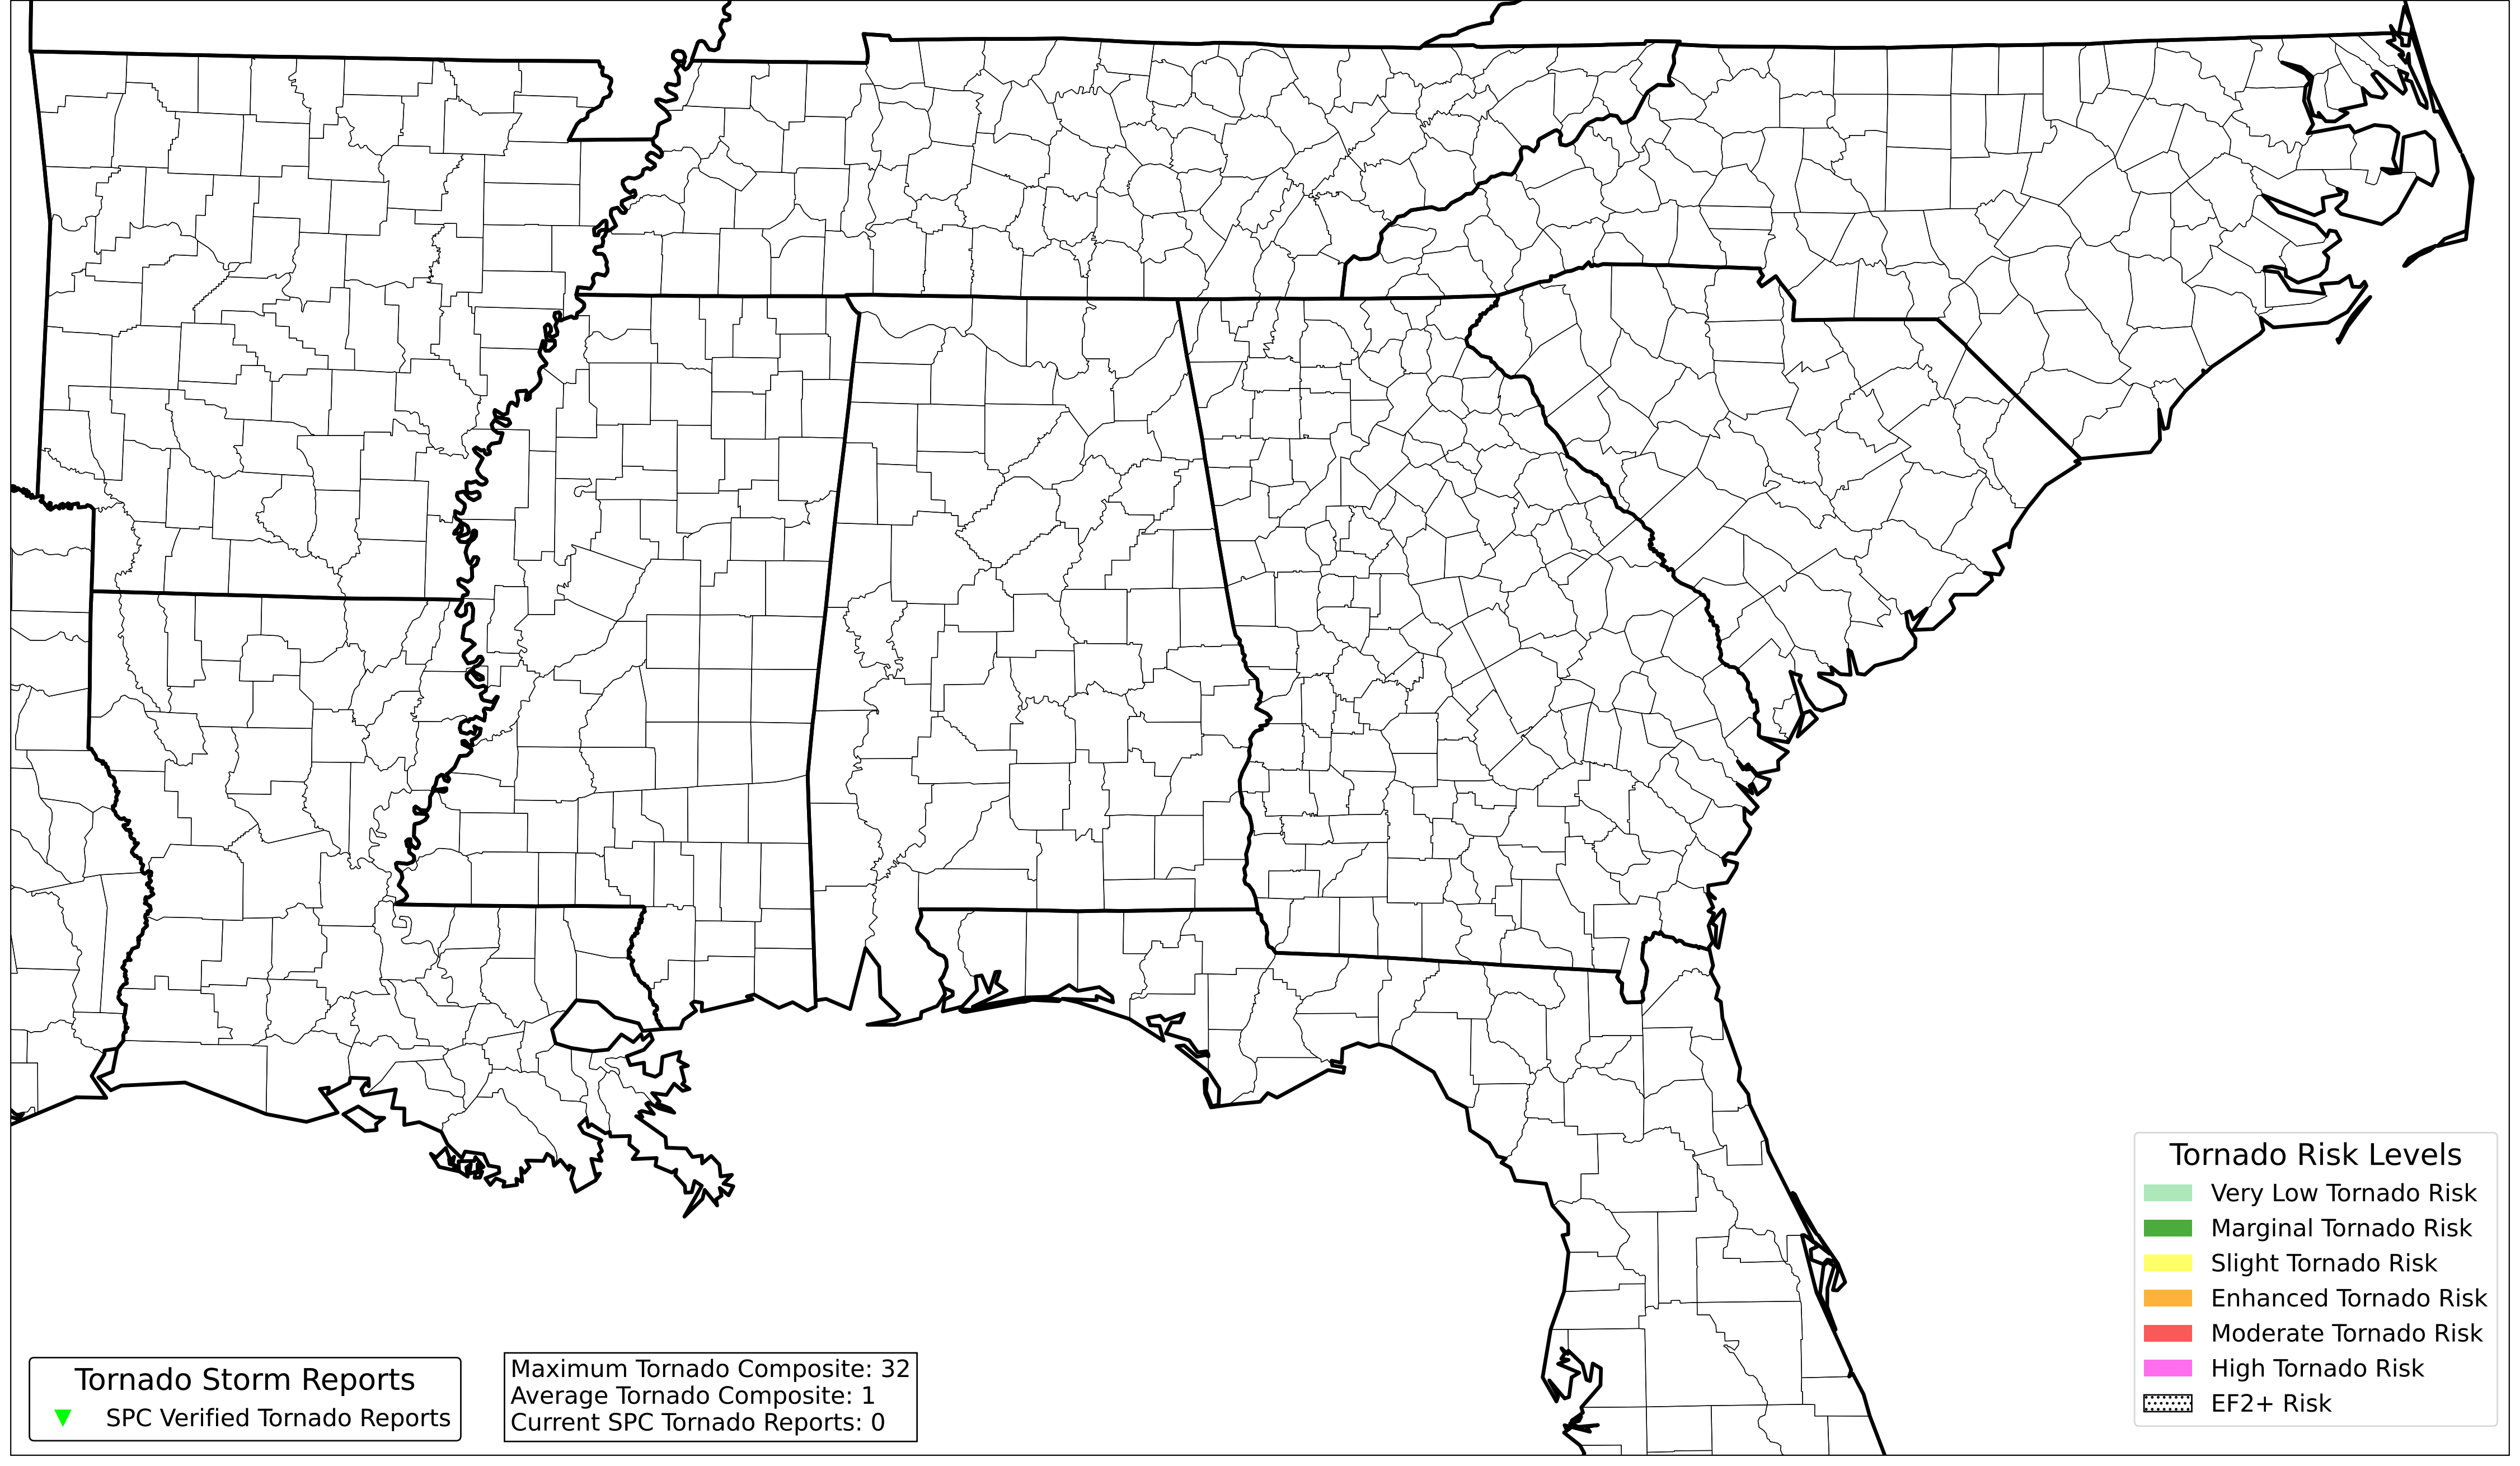 Tornado Risk Levels
Very Low Tornado Risk
Marginal Tornado Risk
Slight Tornado Risk
Enhanced Tornado Risk
Moderate Tornado Risk
High Tornado Risk
EF2+ Risk
Tornado Storm Reports
SPC Verified Tornado Reports
Maximum Tornado Composite: 32
Average Tornado Composite: 1
Current SPC Tornado Reports: 0